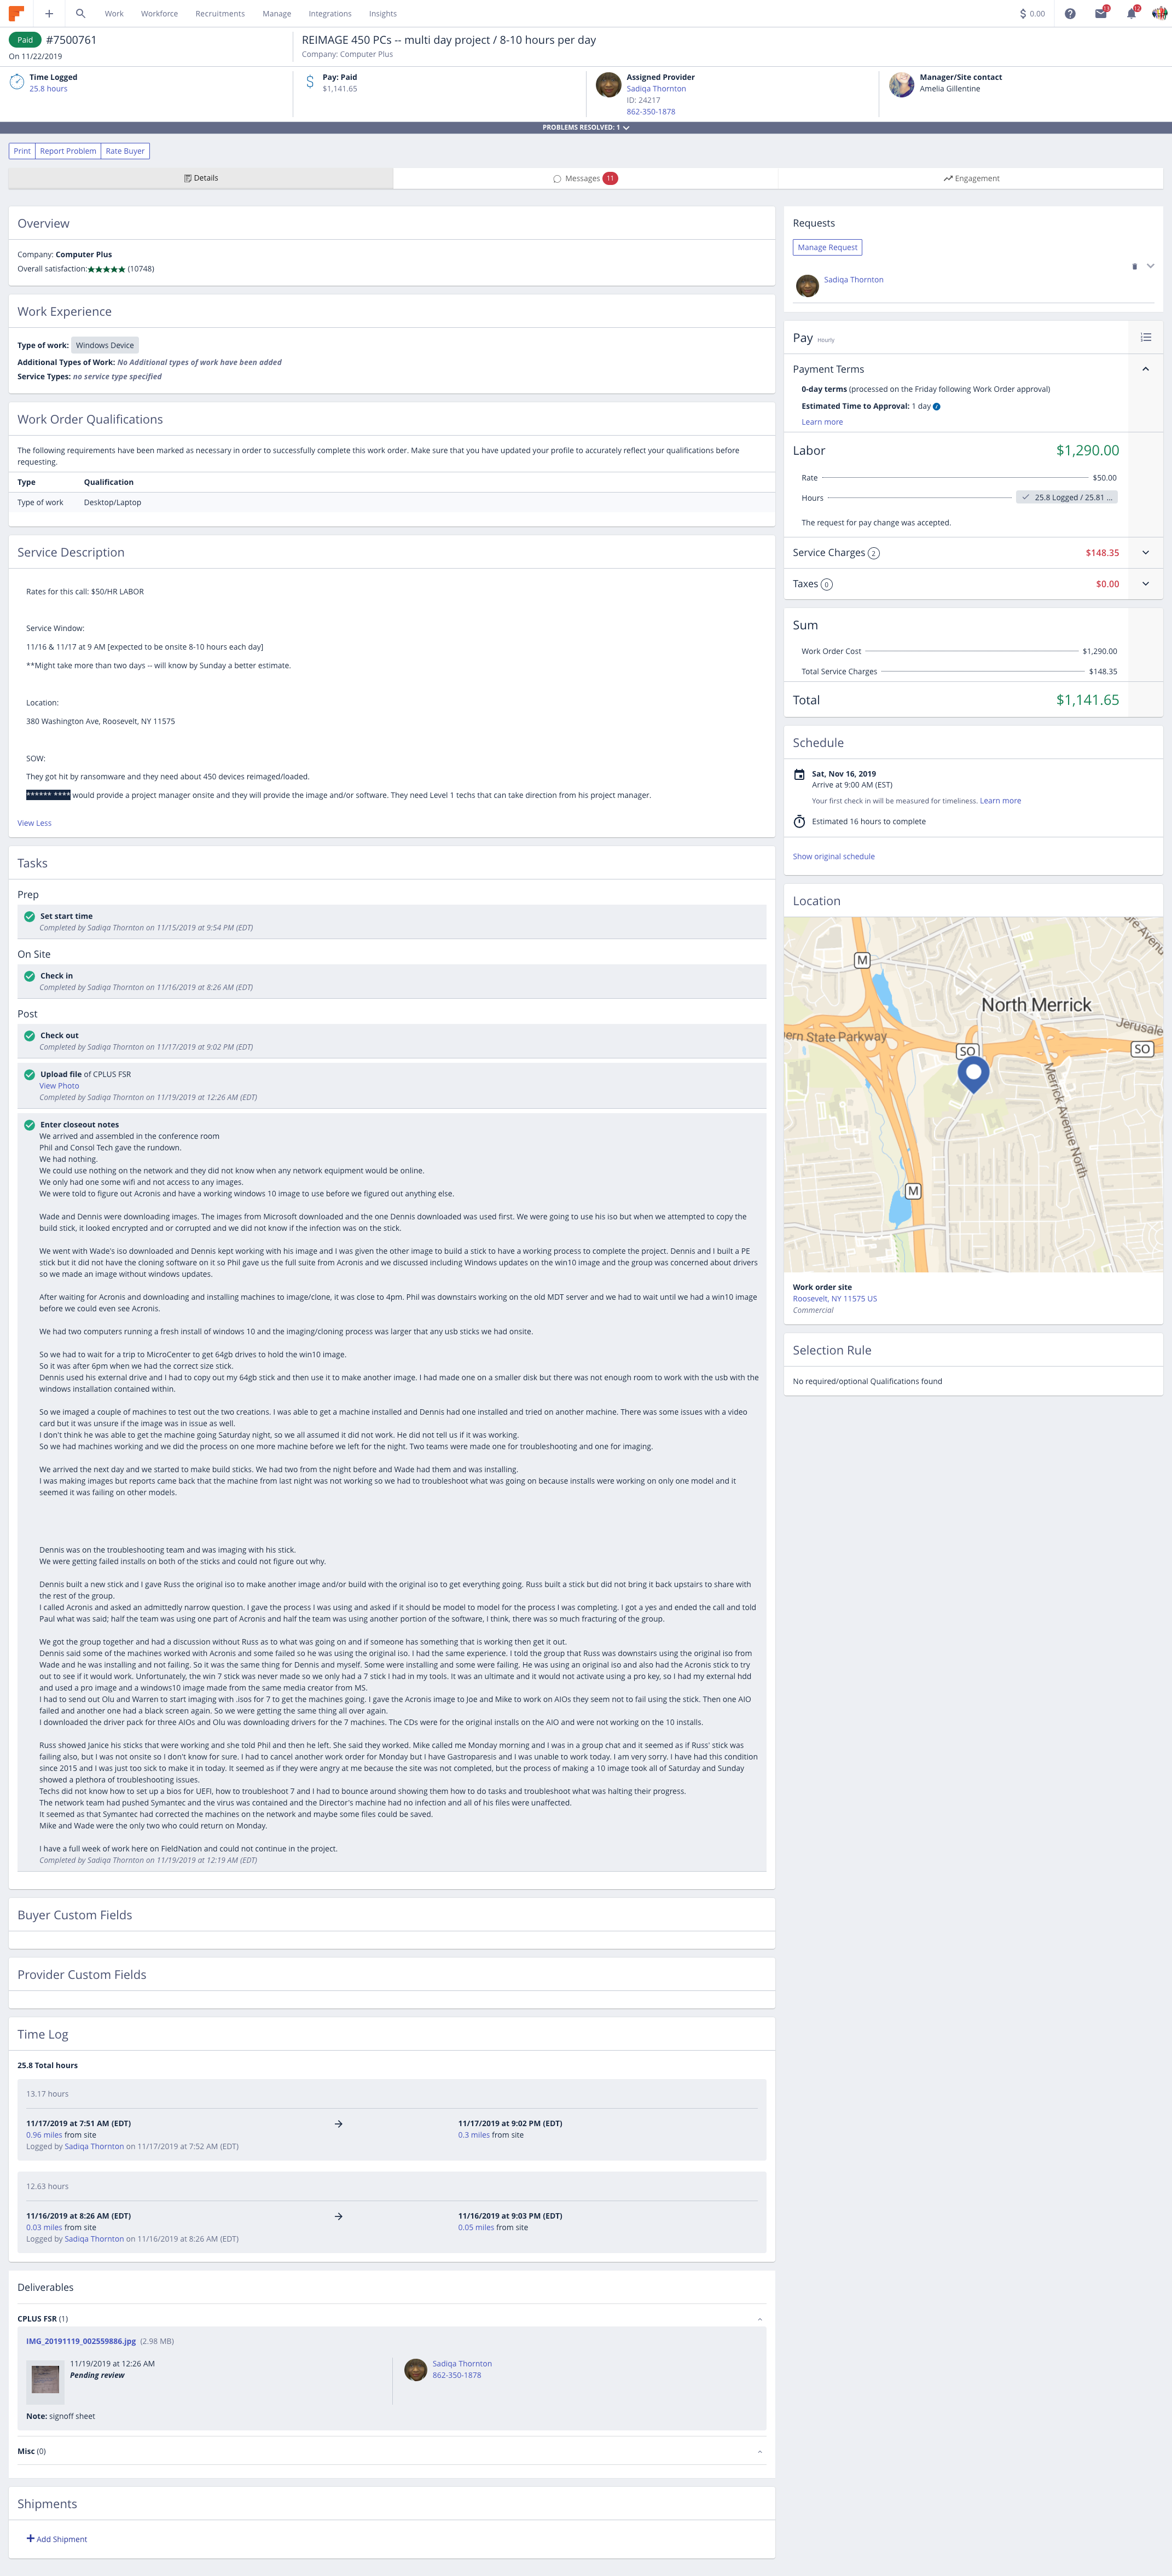 Work Workforce Recruitments Manage Integrations Insights $ 0.00 13 12
Paid #7500761
On 11/22/2019
REIMAGE 450 PCs -- multi day project / 8-10 hours per day
Company: Computer Plus
Time Logged
25.8 hours
Pay: Paid
$1,141.65
Assigned Provider
Sadiqa Thornton
ID: 24217
862-350-1878
Manager/Site contact
Amelia Gillentine
PROBLEMS RESOLVED: 1
Print Report Problem Rate Buyer
Details Messages 11 Engagement
Overview
Company: Computer Plus
Overall satisfaction:★★★★★ (10748)
Work Experience
Type of work: Windows Device
Additional Types of Work: No Additional types of work have been added
Service Types: no service type specified
Work Order Qualifications
The following requirements have been marked as necessary in order to successfully complete this work order. Make sure that you have updated your profile to accurately reflect your qualifications before
requesting.
Type Qualification
Type of work Desktop/Laptop
Service Description
Rates for this call: $50/HR LABOR
Service Window:
11/16 & 11/17 at 9 AM [expected to be onsite 8-10 hours each day]
**Might take more than two days -- will know by Sunday a better estimate.
Location:
380 Washington Ave, Roosevelt, NY 11575
SOW:
They got hit by ransomware and they need about 450 devices reimaged/loaded.
****** **** would provide a project manager onsite and they will provide the image and/or software. They need Level 1 techs that can take direction from his project manager.
View Less
Tasks
Prep
Set start time
Completed by Sadiqa Thornton on 11/15/2019 at 9:54 PM (EDT)
On Site
Check in
Completed by Sadiqa Thornton on 11/16/2019 at 8:26 AM (EDT)
Post
Check out
Completed by Sadiqa Thornton on 11/17/2019 at 9:02 PM (EDT)
Upload file of CPLUS FSR
View Photo
Completed by Sadiqa Thornton on 11/19/2019 at 12:26 AM (EDT)
Enter closeout notes
We arrived and assembled in the conference room
Phil and Consol Tech gave the rundown.
We had nothing.
We could use nothing on the network and they did not know when any network equipment would be online.
We only had one some wifi and not access to any images.
We were told to figure out Acronis and have a working windows 10 image to use before we figured out anything else.
Wade and Dennis were downloading images. The images from Microsoft downloaded and the one Dennis downloaded was used first. We were going to use his iso but when we attempted to copy the
build stick, it looked encrypted and or corrupted and we did not know if the infection was on the stick.
We went with Wade's iso downloaded and Dennis kept working with his image and I was given the other image to build a stick to have a working process to complete the project. Dennis and I built a PE
stick but it did not have the cloning software on it so Phil gave us the full suite from Acronis and we discussed including Windows updates on the win10 image and the group was concerned about drivers
so we made an image without windows updates.
After waiting for Acronis and downloading and installing machines to image/clone, it was close to 4pm. Phil was downstairs working on the old MDT server and we had to wait until we had a win10 image
before we could even see Acronis.
We had two computers running a fresh install of windows 10 and the imaging/cloning process was larger that any usb sticks we had onsite.
So we had to wait for a trip to MicroCenter to get 64gb drives to hold the win10 image.
So it was after 6pm when we had the correct size stick.
Dennis used his external drive and I had to copy out my 64gb stick and then use it to make another image. I had made one on a smaller disk but there was not enough room to work with the usb with the
windows installation contained within.
So we imaged a couple of machines to test out the two creations. I was able to get a machine installed and Dennis had one installed and tried on another machine. There was some issues with a video
card but it was unsure if the image was in issue as well.
I don't think he was able to get the machine going Saturday night, so we all assumed it did not work. He did not tell us if it was working.
So we had machines working and we did the process on one more machine before we left for the night. Two teams were made one for troubleshooting and one for imaging.
We arrived the next day and we started to make build sticks. We had two from the night before and Wade had them and was installing.
I was making images but reports came back that the machine from last night was not working so we had to troubleshoot what was going on because installs were working on only one model and it
seemed it was failing on other models.
Dennis was on the troubleshooting team and was imaging with his stick.
We were getting failed installs on both of the sticks and could not figure out why.
Dennis built a new stick and I gave Russ the original iso to make another image and/or build with the original iso to get everything going. Russ built a stick but did not bring it back upstairs to share with
the rest of the group.
I called Acronis and asked an admittedly narrow question. I gave the process I was using and asked if it should be model to model for the process I was completing. I got a yes and ended the call and told
Paul what was said; half the team was using one part of Acronis and half the team was using another portion of the software, I think, there was so much fracturing of the group.
We got the group together and had a discussion without Russ as to what was going on and if someone has something that is working then get it out.
Dennis said some of the machines worked with Acronis and some failed so he was using the original iso. I had the same experience. I told the group that Russ was downstairs using the original iso from
Wade and he was installing and not failing. So it was the same thing for Dennis and myself. Some were installing and some were failing. He was using an original iso and also had the Acronis stick to try
out to see if it would work. Unfortunately, the win 7 stick was never made so we only had a 7 stick I had in my tools. It was an ultimate and it would not activate using a pro key, so I had my external hdd
and used a pro image and a windows10 image made from the same media creator from MS.
I had to send out Olu and Warren to start imaging with .isos for 7 to get the machines going. I gave the Acronis image to Joe and Mike to work on AIOs they seem not to fail using the stick. Then one AIO
failed and another one had a black screen again. So we were getting the same thing all over again.
I downloaded the driver pack for three AIOs and Olu was downloading drivers for the 7 machines. The CDs were for the original installs on the AIO and were not working on the 10 installs.
Russ showed Janice his sticks that were working and she told Phil and then he left. She said they worked. Mike called me Monday morning and I was in a group chat and it seemed as if Russ' stick was
failing also, but I was not onsite so I don't know for sure. I had to cancel another work order for Monday but I have Gastroparesis and I was unable to work today. I am very sorry. I have had this condition
since 2015 and I was just too sick to make it in today. It seemed as if they were angry at me because the site was not completed, but the process of making a 10 image took all of Saturday and Sunday
showed a plethora of troubleshooting issues.
Techs did not know how to set up a bios for UEFI, how to troubleshoot 7 and I had to bounce around showing them how to do tasks and troubleshoot what was halting their progress.
The network team had pushed Symantec and the virus was contained and the Director's machine had no infection and all of his files were unaffected.
It seemed as that Symantec had corrected the machines on the network and maybe some files could be saved.
Mike and Wade were the only two who could return on Monday.
I have a full week of work here on FieldNation and could not continue in the project.
Completed by Sadiqa Thornton on 11/19/2019 at 12:19 AM (EDT)
Buyer Custom Fields
Provider Custom Fields
Time Log
25.8 Total hours
13.17 hours
11/17/2019 at 7:51 AM (EDT) 11/17/2019 at 9:02 PM (EDT)
0.96 miles from site 0.3 miles from site
Logged by Sadiqa Thornton on 11/17/2019 at 7:52 AM (EDT)
12.63 hours
11/16/2019 at 8:26 AM (EDT) 11/16/2019 at 9:03 PM (EDT)
0.03 miles from site 0.05 miles from site
Logged by Sadiqa Thornton on 11/16/2019 at 8:26 AM (EDT)
Deliverables
CPLUS FSR (1)
IMG_20191119_002559886.jpg (2.98 MB)
11/19/2019 at 12:26 AM
Pending review
Sadiqa Thornton
862-350-1878
Note: signoff sheet
Misc (0)
Shipments
Add Shipment
Requests
Manage Request
Sadiqa Thornton
Pay Hourly
Payment Terms
0-day terms (processed on the Friday following Work Order approval)
Estimated Time to Approval: 1 day
Learn more
Labor $1,290.00
Rate $50.00
Hours 25.8 Logged / 25.81 ...
The request for pay change was accepted.
Service Charges 2 $148.35
Taxes 0 $0.00
Sum
Work Order Cost $1,290.00
Total Service Charges $148.35
Total $1,141.65
Schedule
Sat, Nov 16, 2019
Arrive at 9:00 AM (EST)
Your first check in will be measured for timeliness. Learn more
Estimated 16 hours to complete
Show original schedule
Location
M
North Merrick
ern State Parkway
Jerusale
SO
SO
Merrick Avenue North
M
Work order site
Roosevelt, NY 11575 US
Commercial
Selection Rule
No required/optional Qualifications found